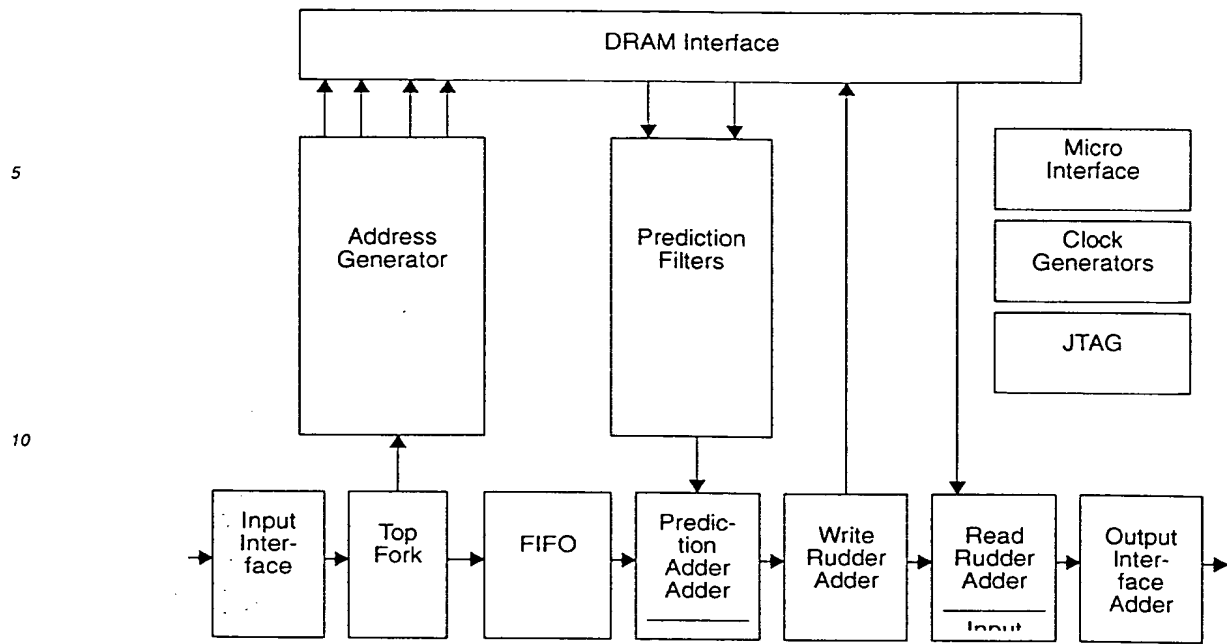 DRAM Interface
Micro
Interface
5
Address
Generator
Prediction
Filters
Clock
Generators
JTAG
10
Input
Inter-
face
Top
Fork
FIFO
Predic-
tion
Adder
Adder
Write
Rudder
Adder
Read
Rudder
Adder
Input
Output
Inter-
face
Adder